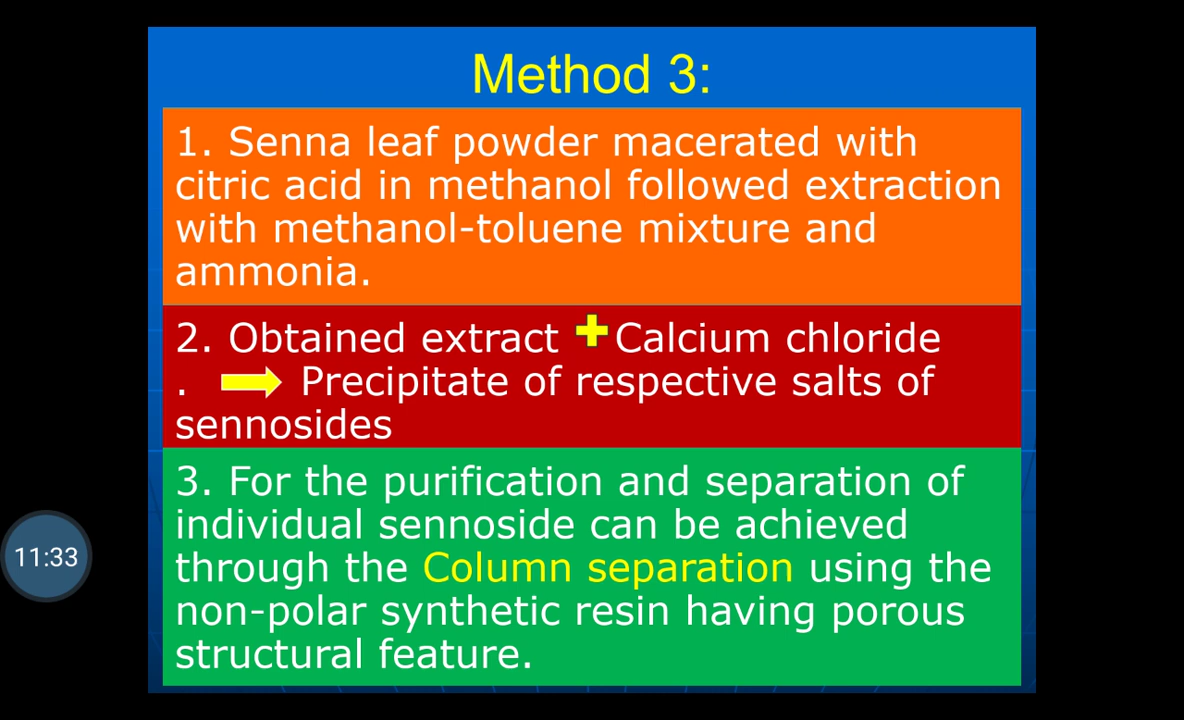 Method 3:
1. Senna leaf powder macerated with
citric acid in methanol followed extraction
with methanol-toluene mixture and
ammonia.
2. Obtained extract + Calcium chloride
. ➡ Precipitate of respective salts of
sennosides
3. For the purification and separation of
individual sennoside can be achieved
through the Column separation using the
non-polar synthetic resin having porous
structural feature.
11:33